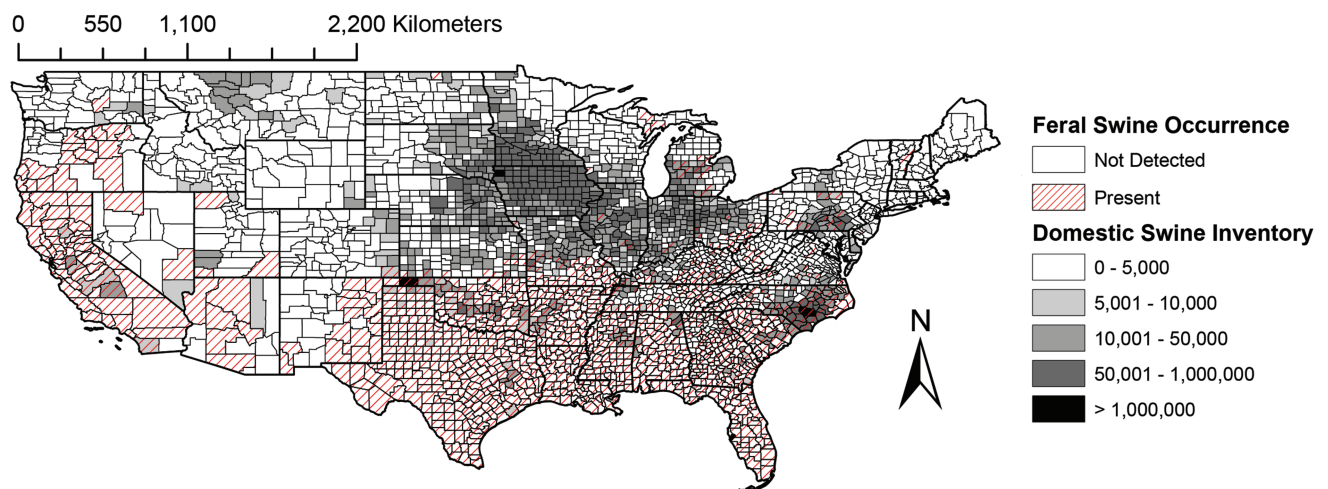 0 550 1,100 2,200 Kilometers
Feral Swine Occurrence
Not Detected
Present
Domestic Swine Inventory
0 - 5,000
5,001 - 10,000
10,001 - 50,000
50,001 - 1,000,000
> 1,000,000
N